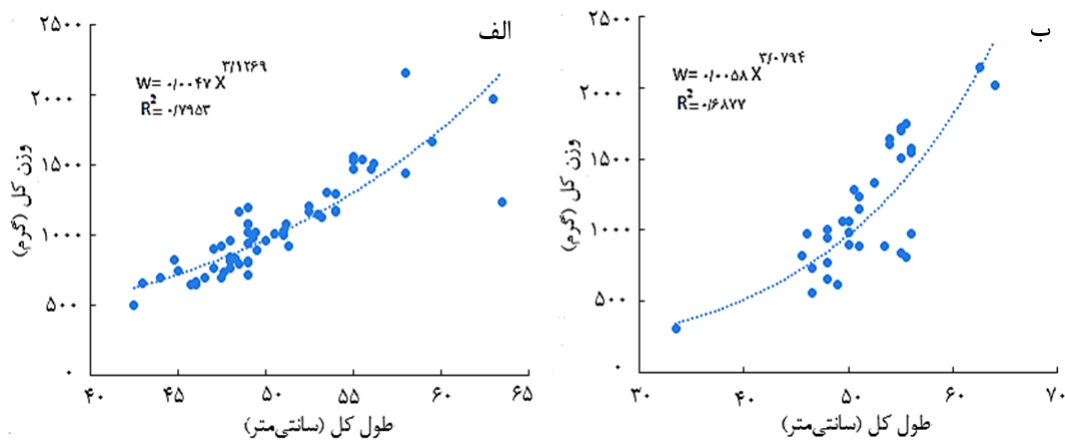 الف
W= ۰/۰۰۴۷ X^۳/۱۲۶۹
R² = ۰/۷۹۵۳
وزن کل (گرم)
۲۵۰۰
۲۰۰۰
۱۵۰۰
۱۰۰۰
۵۰۰
۰
۴۰ ۴۵ ۵۰ ۵۵ ۶۰ ۶۵
طول کل (سانتی‌متر)
ب
W= ۰/۰۰۵۸ X^۳/۰۷۹۴
R² = ۰/۶۸۷۷
وزن کل (گرم)
۲۵۰۰
۲۰۰۰
۱۵۰۰
۱۰۰۰
۵۰۰
۰
۳۰ ۴۰ ۵۰ ۶۰ ۷۰
طول کل (سانتی‌متر)